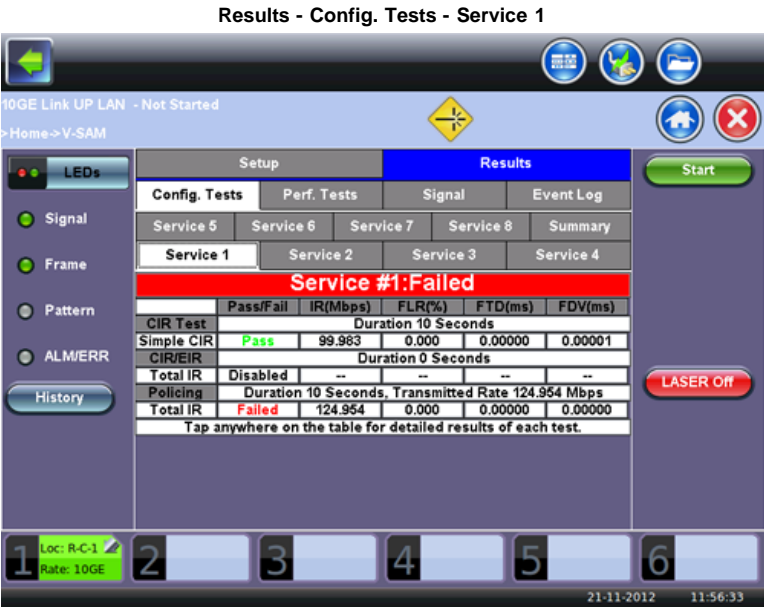 Results - Config. Tests - Service 1
10GE Link UP LAN - Not Started
>Home->V-SAM
LEDs
Signal
Frame
Pattern
ALM/ERR
History
Setup Results
Config. Tests Perf. Tests Signal Event Log
Service 5 Service 6 Service 7 Service 8 Summary
Service 1 Service 2 Service 3 Service 4
Service #1:Failed
Pass/Fail IR(Mbps) FLR(%) FTD(ms) FDV(ms)
CIR Test Duration 10 Seconds
Simple CIR Pass 99.983 0.000 0.00000 0.00001
CIR/EIR Duration 0 Seconds
Total IR Disabled -- -- -- --
Policing Duration 10 Seconds, Transmitted Rate 124.954 Mbps
Total IR Failed 124.954 0.000 0.00000 0.00000
Tap anywhere on the table for detailed results of each test.
Start
LASER Off
1 Loc: R-C-1
Rate: 10GE
2 3 4 5 6
21-11-2012 11:56:33